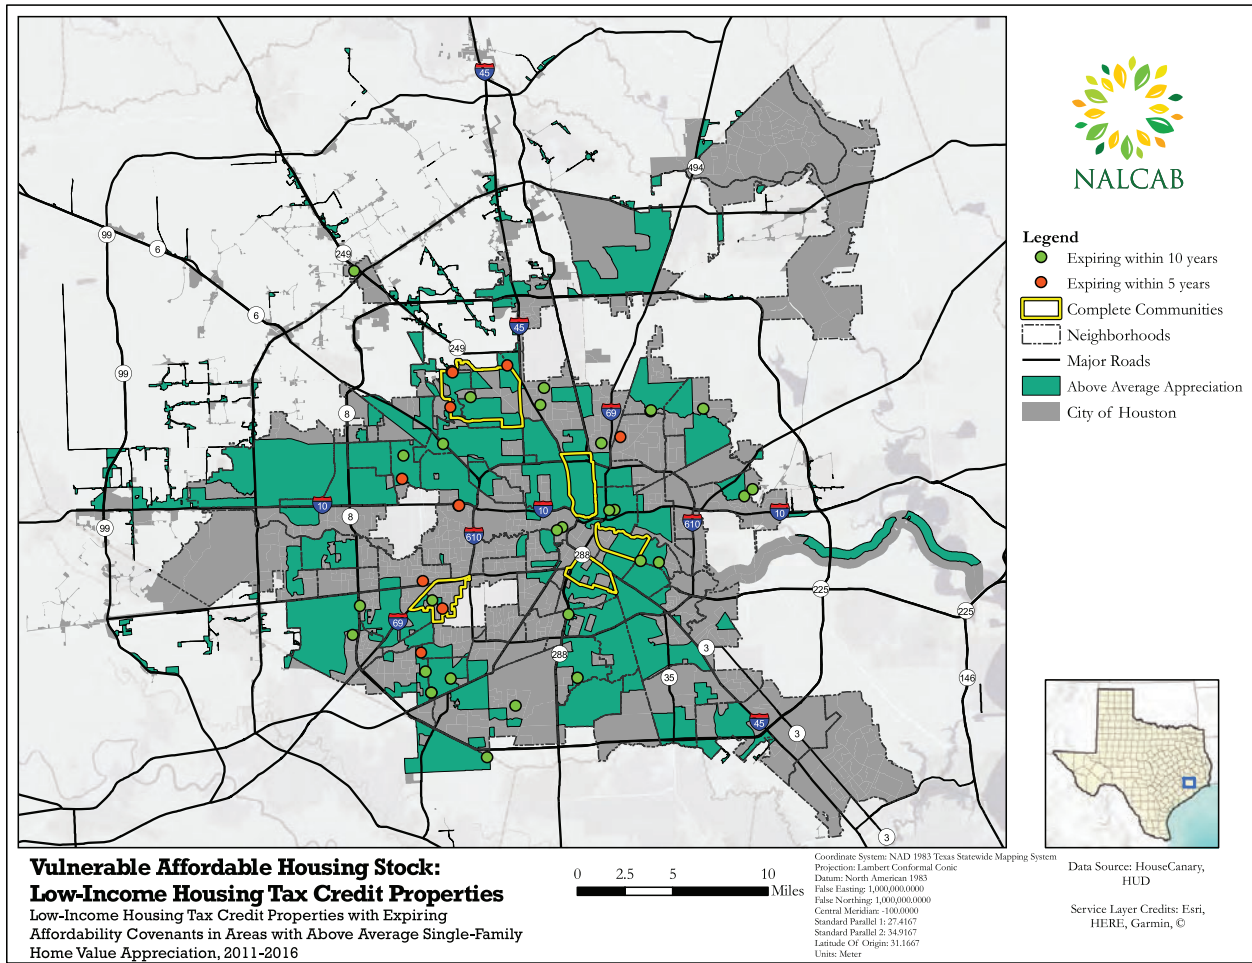 45
494
99
6
249
6
45
249
99
8
69
10
10
10
8
610
610
99
288
225
225
69
3
288
35
146
45
3
3
NALCAB
Legend
Expiring within 10 years
Expiring within 5 years
Complete Communities
Neighborhoods
Major Roads
Above Average Appreciation
City of Houston
Vulnerable Affordable Housing Stock:
Low-Income Housing Tax Credit Properties
Low-Income Housing Tax Credit Properties with Expiring
Affordability Covenants in Areas with Above Average Single-Family
Home Value Appreciation, 2011-2016
0 2.5 5 10
Miles
Coordinate System: NAD 1983 Texas Statewide Mapping System
Projection: Lambert Conformal Conic
Datum: North American 1983
False Easting: 1,000,000.0000
False Northing: 1,000,000.0000
Central Meridian: -100.0000
Standard Parallel 1: 27.4167
Standard Parallel 2: 34.9167
Latitude Of Origin: 31.1667
Units: Meter
Data Source: HouseCanary,
HUD
Service Layer Credits: Esri,
HERE, Garmin, ©